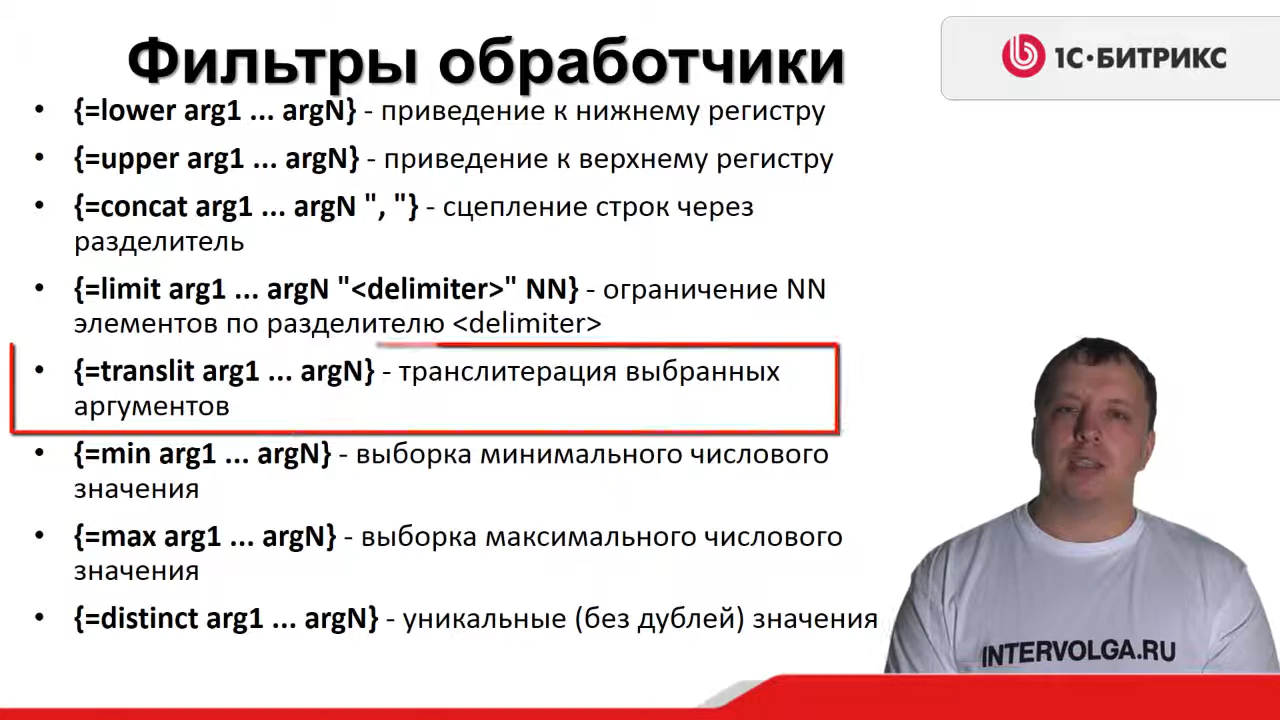 Фильтры обработчики
1С·БИТРИКС
• {=lower arg1 ... argN} - приведение к нижнему регистру
• {=upper arg1 ... argN} - приведение к верхнему регистру
• {=concat arg1 ... argN ", "} - сцепление строк через
разделитель
• {=limit arg1 ... argN "<delimiter>" NN} - ограничение NN
элементов по разделителю <delimiter>
• {=translit arg1 ... argN} - транслитерация выбранных
аргументов
• {=min arg1 ... argN} - выборка минимального числового
значения
• {=max arg1 ... argN} - выборка максимального числового
значения
• {=distinct arg1 ... argN} - уникальные (без дублей) значения
INTERVOLGA.RU